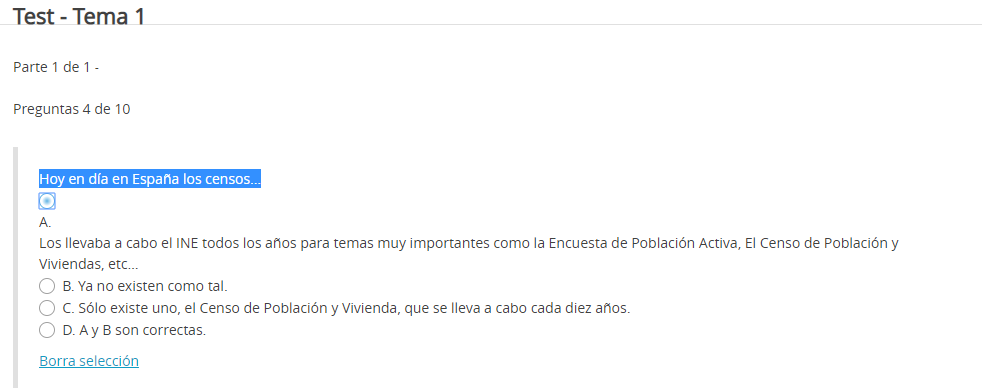 Test - Tema 1
Parte 1 de 1 -
Preguntas 4 de 10
Hoy en día en España los censos...
A.
Los llevaba a cabo el INE todos los años para temas muy importantes como la Encuesta de Población Activa, El Censo de Población y
Viviendas, etc...
B. Ya no existen como tal.
C. Sólo existe uno, el Censo de Población y Vivienda, que se lleva a cabo cada diez años.
D. A y B son correctas.
Borra selección